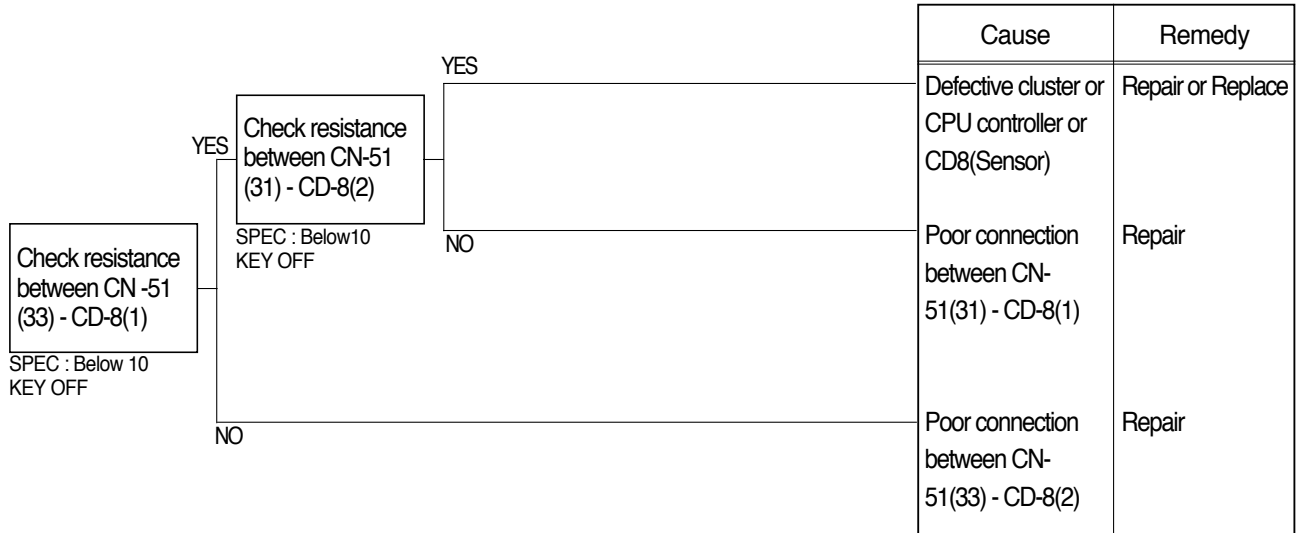 Cause
Remedy
YES
Defective cluster or
CPU controller or
CD8(Sensor)
Repair or Replace
YES
Check resistance
between CN-51
(31) - CD-8(2)
SPEC : Below10
KEY OFF
NO
Poor connection
between CN-
51(31) - CD-8(1)
Repair
Check resistance
between CN -51
(33) - CD-8(1)
SPEC : Below 10
KEY OFF
NO
Poor connection
between CN-
51(33) - CD-8(2)
Repair